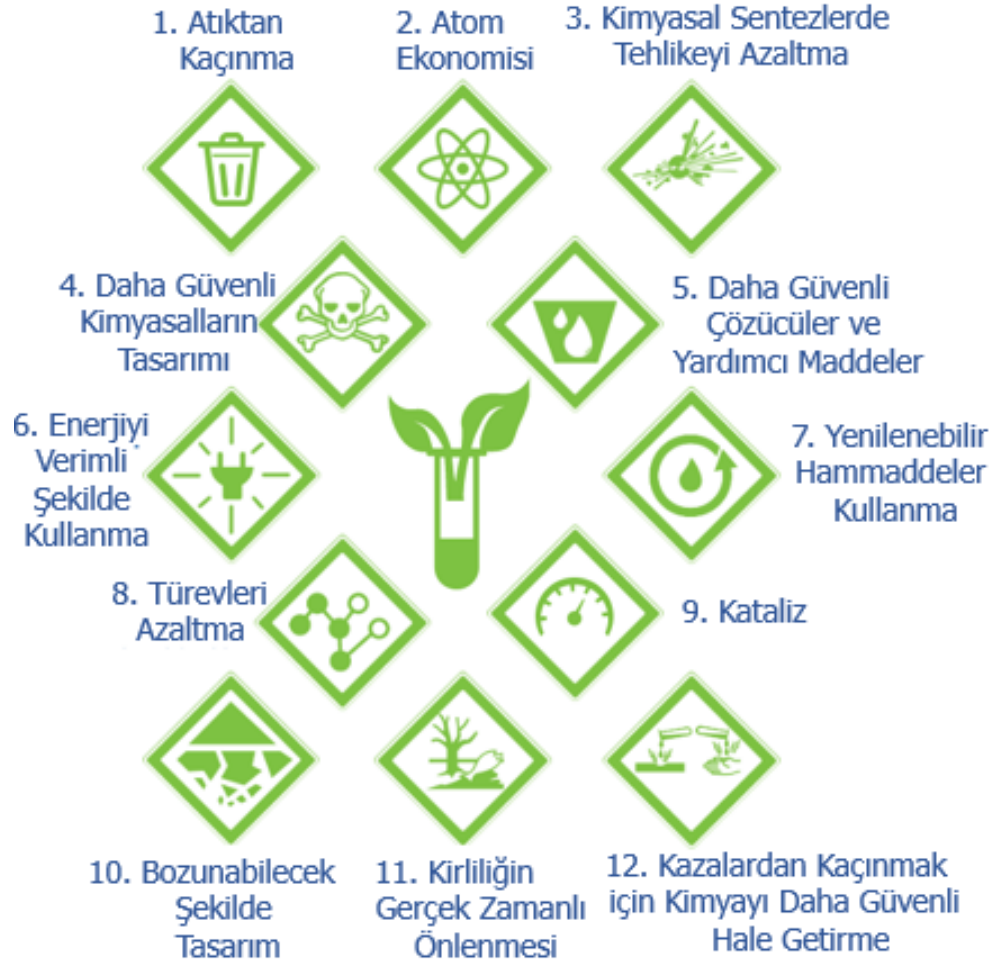 1. Atıktan
Kaçınma
2. Atom
Ekonomisi
3. Kimyasal Sentezlerde
Tehlikeyi Azaltma
4. Daha Güvenli
Kimyasalların
Tasarımı
5. Daha Güvenli
Çözücüler ve
Yardımcı Maddeler
6. Enerjiyi
Verimli
Şekilde
Kullanma
7. Yenilenebilir
Hammaddeler
Kullanma
8. Türevleri
Azaltma
9. Kataliz
10. Bozunabilecek
Şekilde
Tasarım
11. Kirliliğin
Gerçek Zamanlı
Önlenmesi
12. Kazalardan Kaçınmak
için Kimyayı Daha Güvenli
Hale Getirme